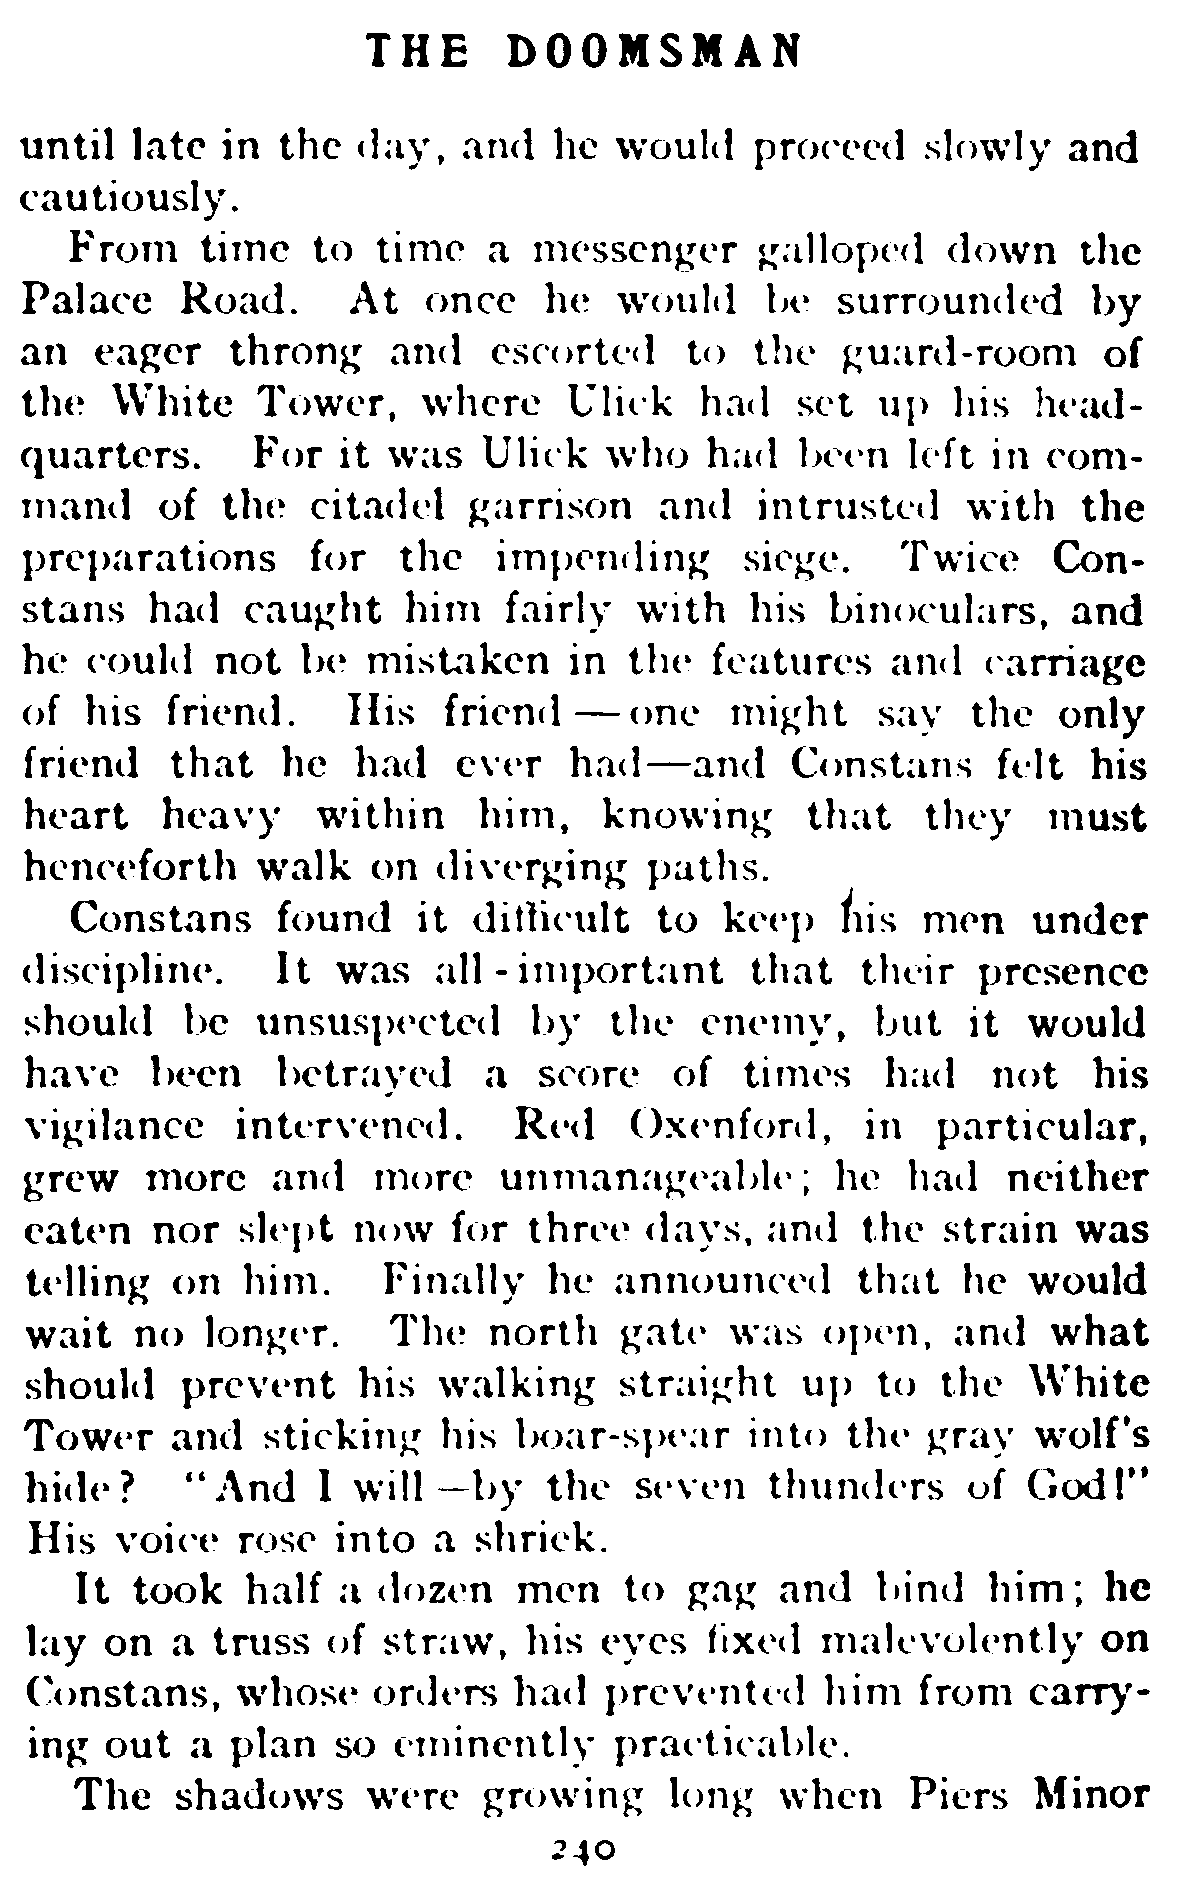 THE DOOMSMAN
until late in the day, and he would proceed slowly and
cautiously.
From time to time a messenger galloped down the
Palace Road. At once he would be surrounded by
an eager throng and escorted to the guard-room of
the White Tower, where Ulick had set up his head-
quarters. For it was Ulick who had been left in com-
mand of the citadel garrison and intrusted with the
preparations for the impending siege. Twice Con-
stans had caught him fairly with his binoculars, and
he could not be mistaken in the features and carriage
of his friend. His friend—one might say the only
friend that he had ever had—and Constans felt his
heart heavy within him, knowing that they must
henceforth walk on diverging paths.
Constans found it difficult to keep his men under
discipline. It was all-important that their presence
should be unsuspected by the enemy, but it would
have been betrayed a score of times had not his
vigilance intervened. Red Oxenford, in particular,
grew more and more unmanageable; he had neither
eaten nor slept now for three days, and the strain was
telling on him. Finally he announced that he would
wait no longer. The north gate was open, and what
should prevent his walking straight up to the White
Tower and sticking his boar-spear into the gray wolf's
hide? "And I will—by the seven thunders of God!"
His voice rose into a shriek.
It took half a dozen men to gag and bind him; he
lay on a truss of straw, his eyes fixed malevolently on
Constans, whose orders had prevented him from carry-
ing out a plan so eminently practicable.
The shadows were growing long when Piers Minor
240